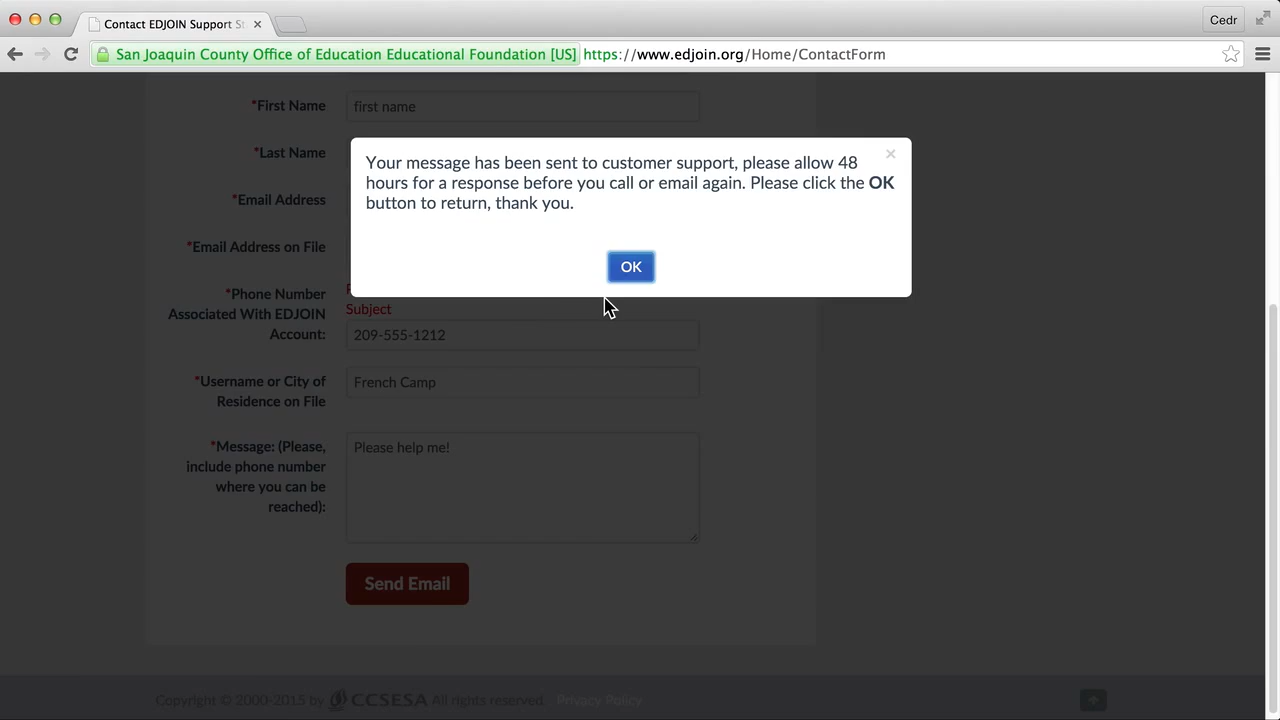 Contact EDJOIN Support St
Cedr
San Joaquin County Office of Education Educational Foundation [US] https://www.edjoin.org/Home/ContactForm
*First Name
first name
*Last Name
Your message has been sent to customer support, please allow 48
hours for a response before you call or email again. Please click the OK
button to return, thank you.
OK
*Email Address
*Email Address on File
*Phone Number
Associated With EDJOIN
Account:
Subject
209-555-1212
*Username or City of
Residence on File
French Camp
*Message: (Please,
include phone number
where you can be
reached):
Please help me!
Send Email
Copyright © 2000-2015 by CCSESA All rights reserved. Privacy Policy